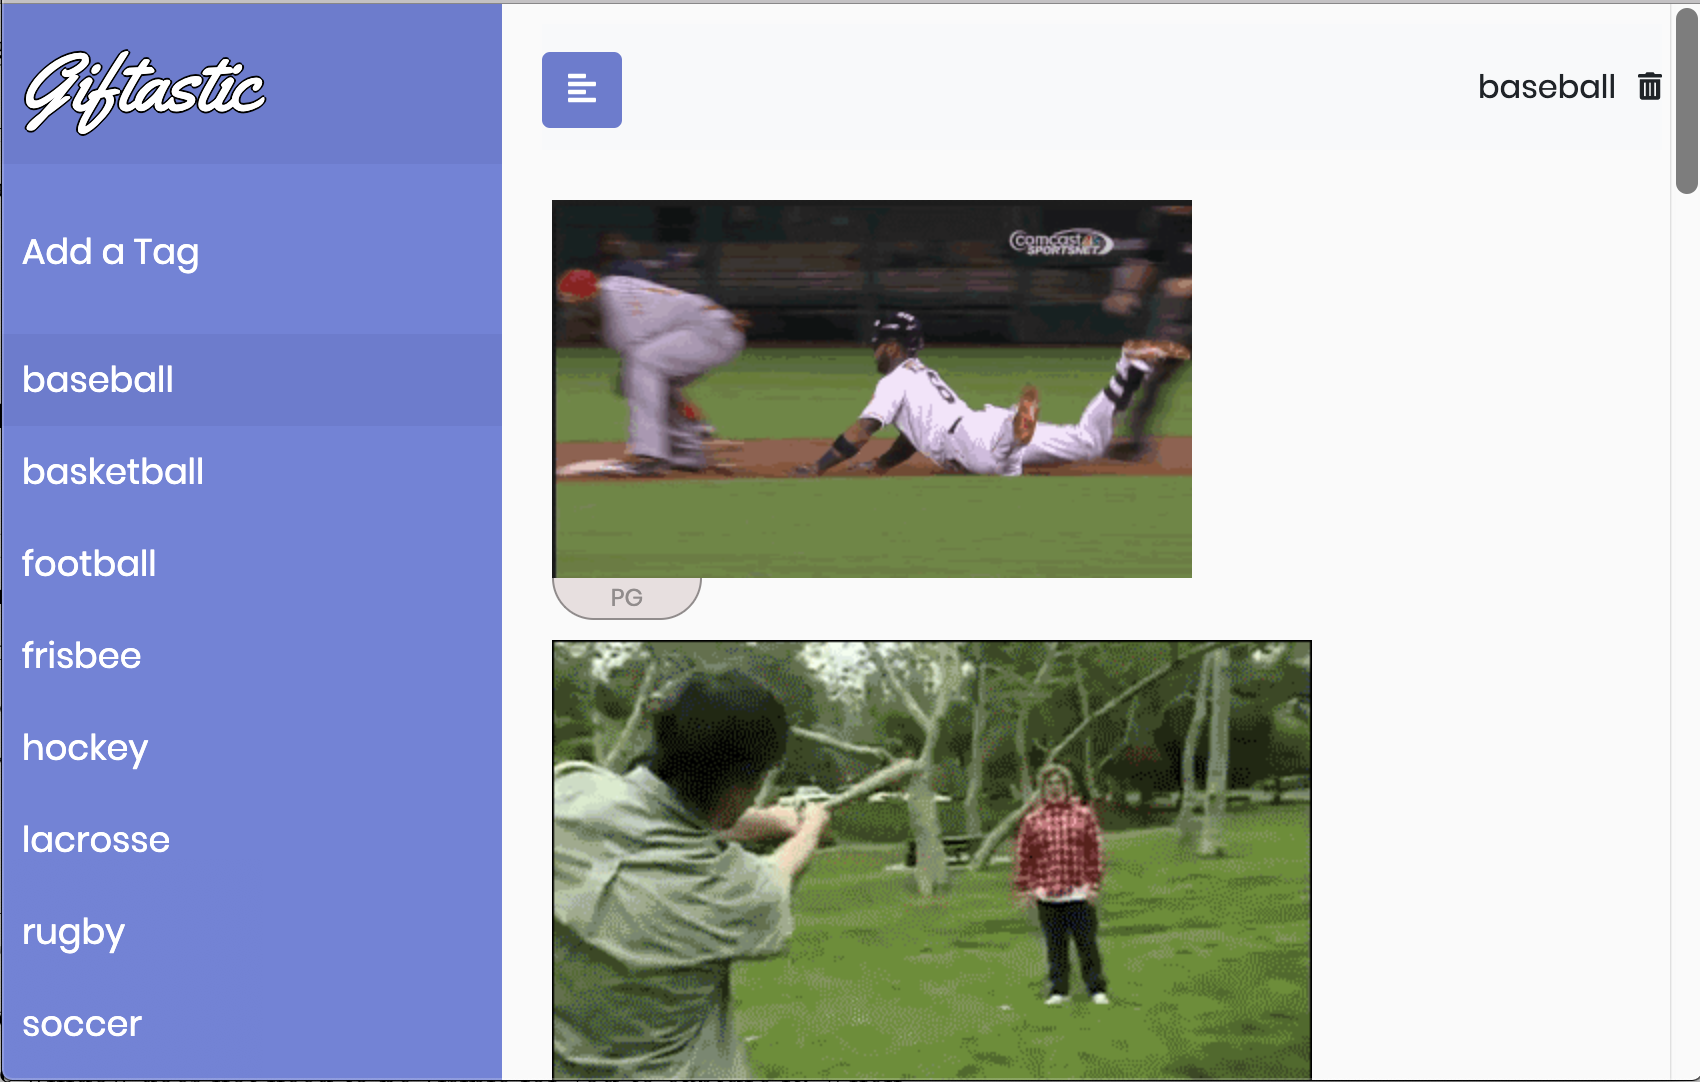 Giftastic
Add a Tag
baseball
basketball
football
frisbee
hockey
lacrosse
rugby
soccer
baseball
comcast
SPORTSNET
PG